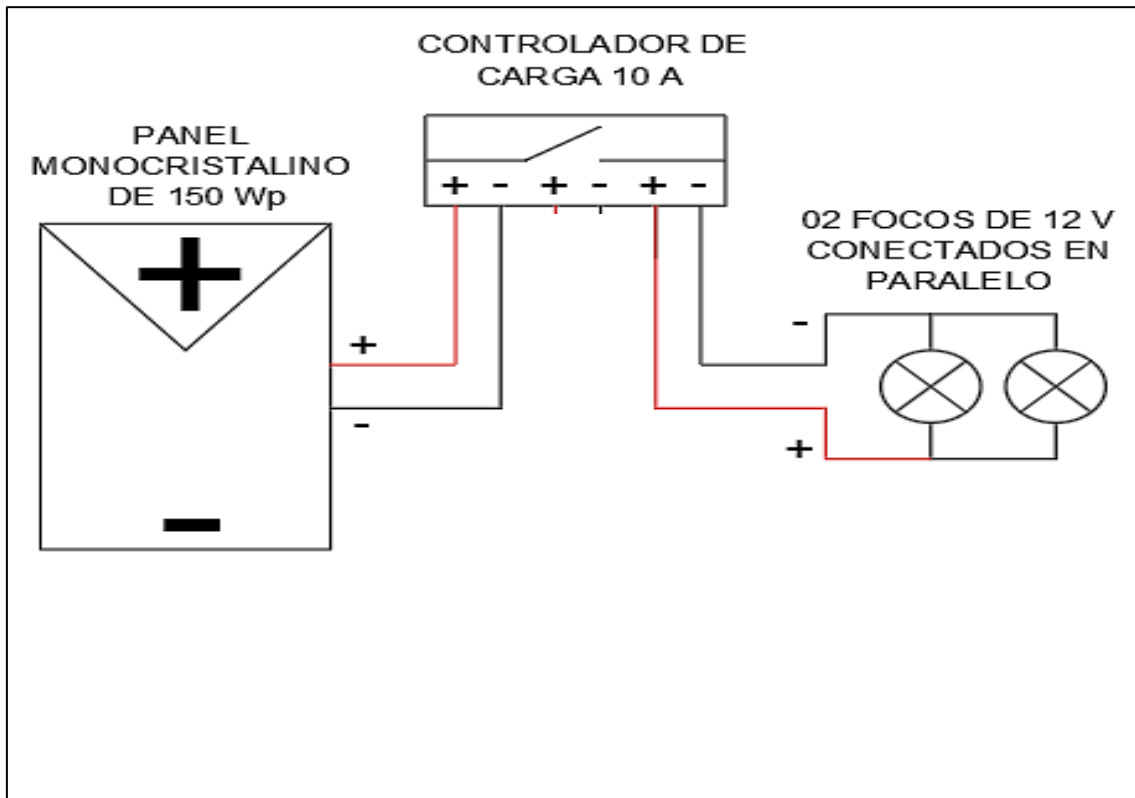 CONTROLADOR DE
CARGA 10 A
PANEL
MONOCRISTALINO
DE 150 Wp
+ - + - + -
02 FOCOS DE 12 V
CONECTADOS EN
PARALELO
+
+
-
-
+
-